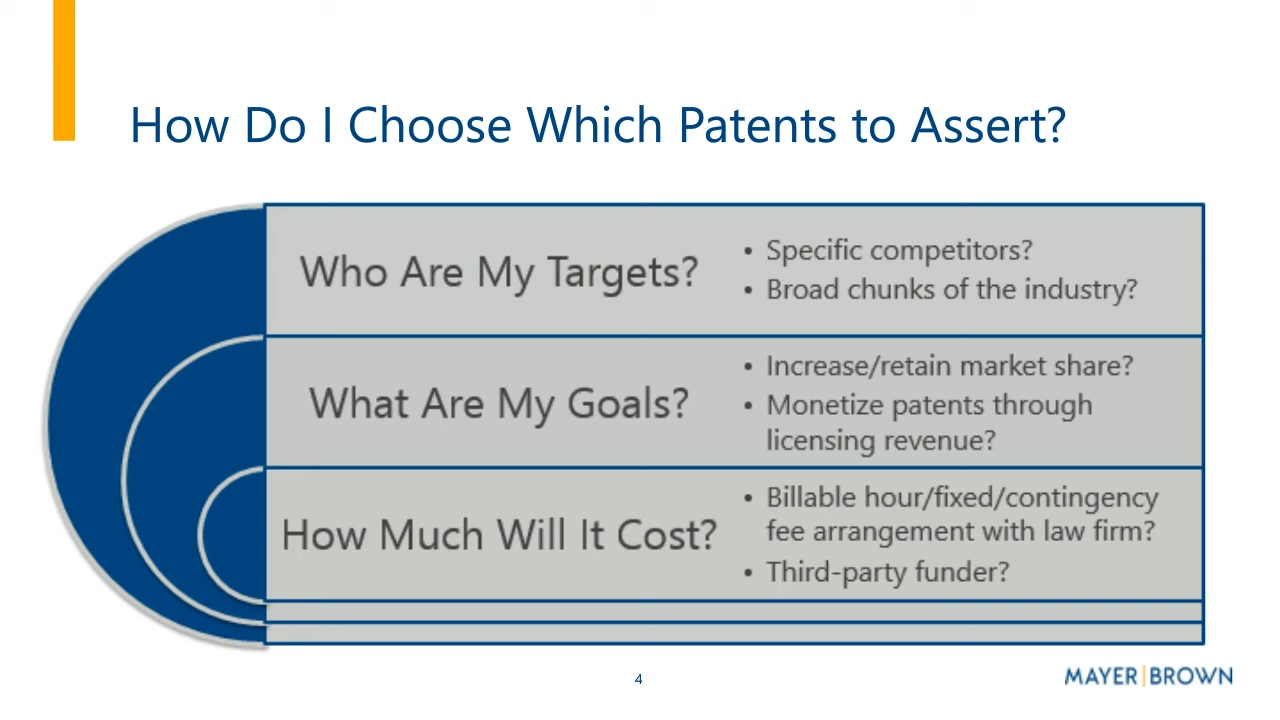 How Do I Choose Which Patents to Assert?
Who Are My Targets?
• Specific competitors?
• Broad chunks of the industry?
What Are My Goals?
• Increase/retain market share?
• Monetize patents through
licensing revenue?
How Much Will It Cost?
• Billable hour/fixed/contingency
fee arrangement with law firm?
• Third-party funder?
4
MAYER|BROWN